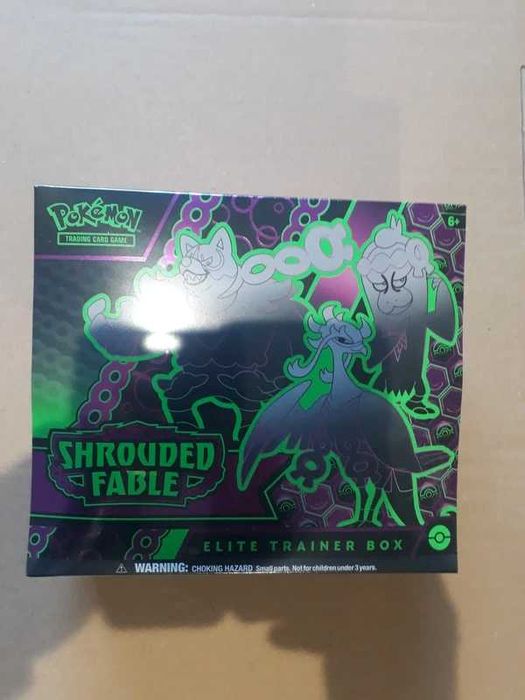 Pokémon
TRADING CARD GAME
6+
SHROUDED
FABLE
ELITE TRAINER BOX
WARNING: CHOKING HAZARD Small parts. Not for children under 3 years.